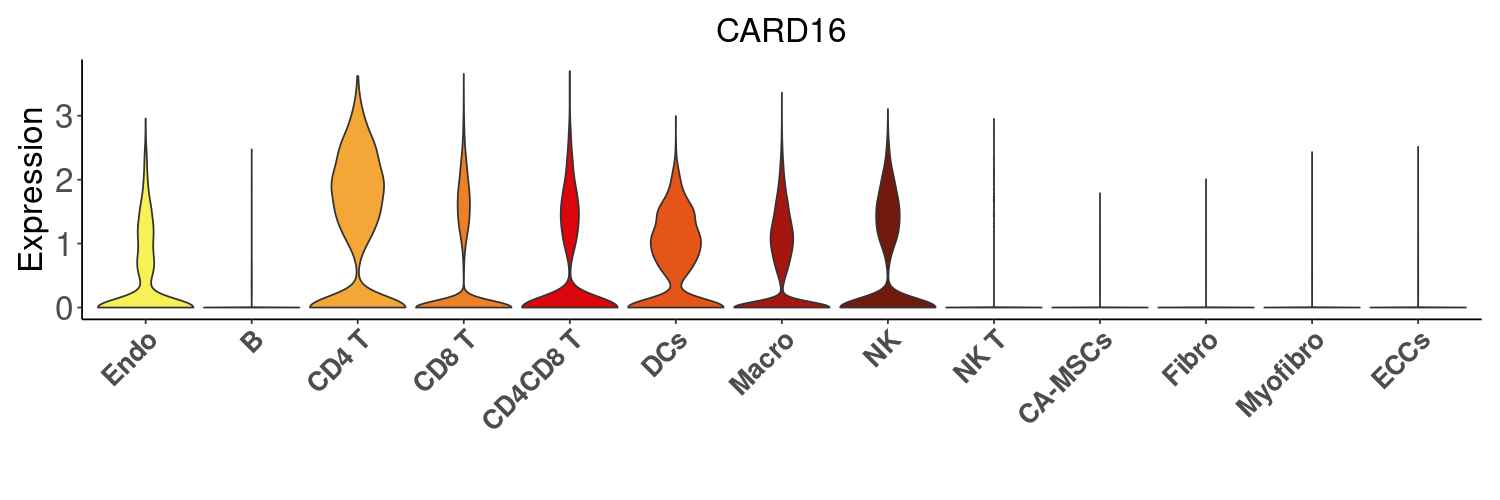 CARD16
Expression
3
2
1
0
Endo
B
CD4 T
CD8 T
CD4CD8 T
DCs
Macro
NK
NK T
CA-MSCs
Fibro
Myofibro
ECCs